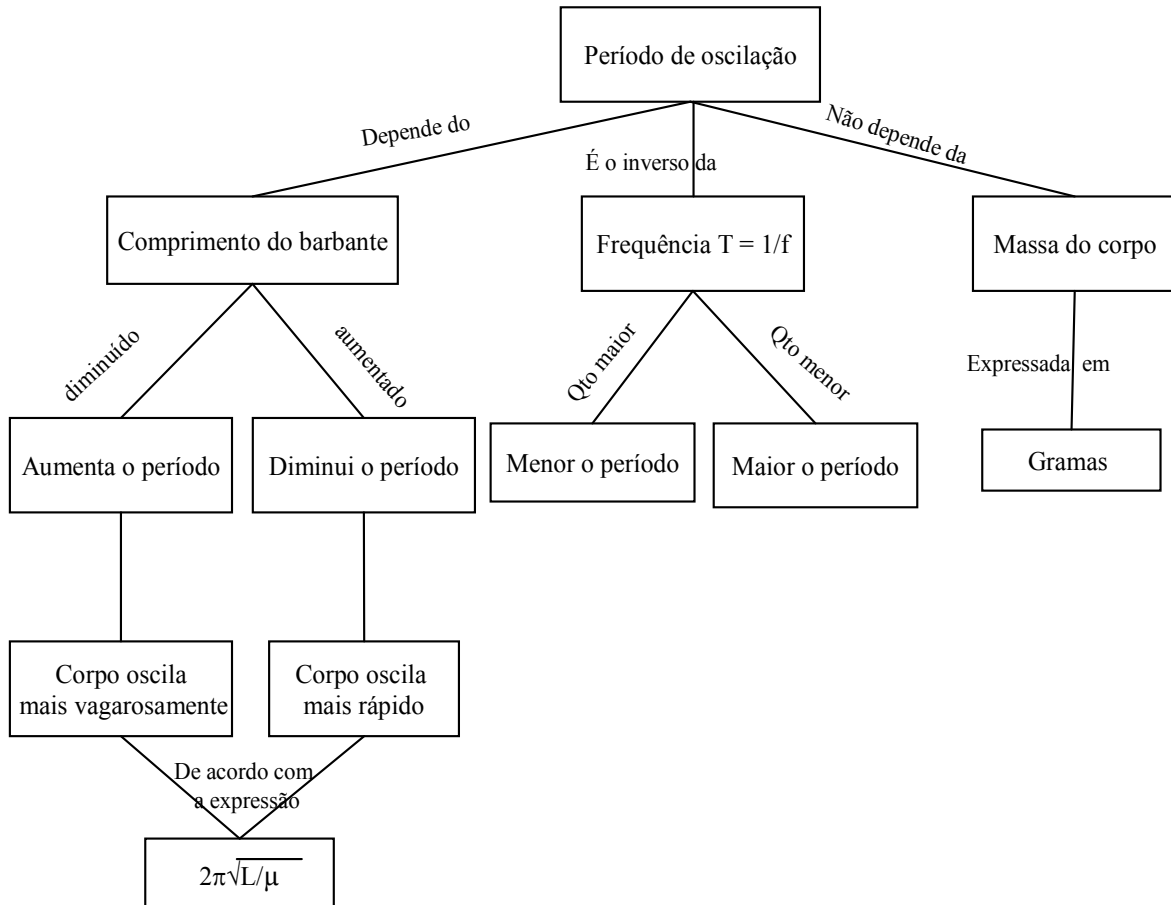 Período de oscilação
Depende do
É o inverso da
Não depende da
Comprimento do barbante
Frequência T = 1/f
Massa do corpo
diminuído
aumentado
Qto maior
Qto menor
Expressada em
Aumenta o período
Diminui o período
Menor o período
Maior o período
Gramas
Corpo oscila
mais vagarosamente
Corpo oscila
mais rápido
De acordo com
a expressão
2π√L/μ